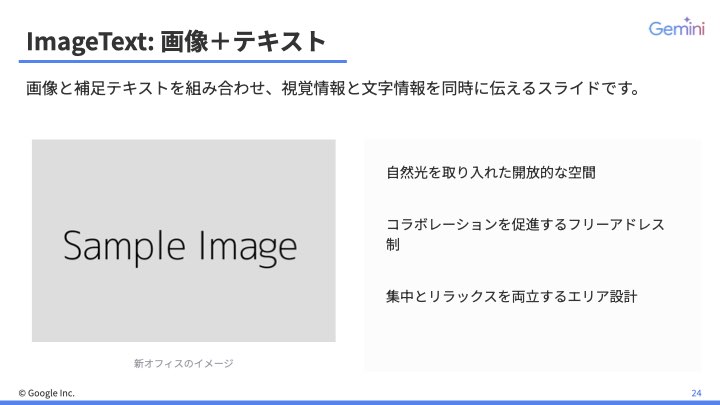 ImageText: 画像＋テキスト
Gemini
画像と補足テキストを組み合わせ、視覚情報と文字情報を同時に伝えるスライドです。
Sample Image
新オフィスのイメージ
自然光を取り入れた開放的な空間
コラボレーションを促進するフリーアドレス
制
集中とリラックスを両立するエリア設計
© Google Inc.
24